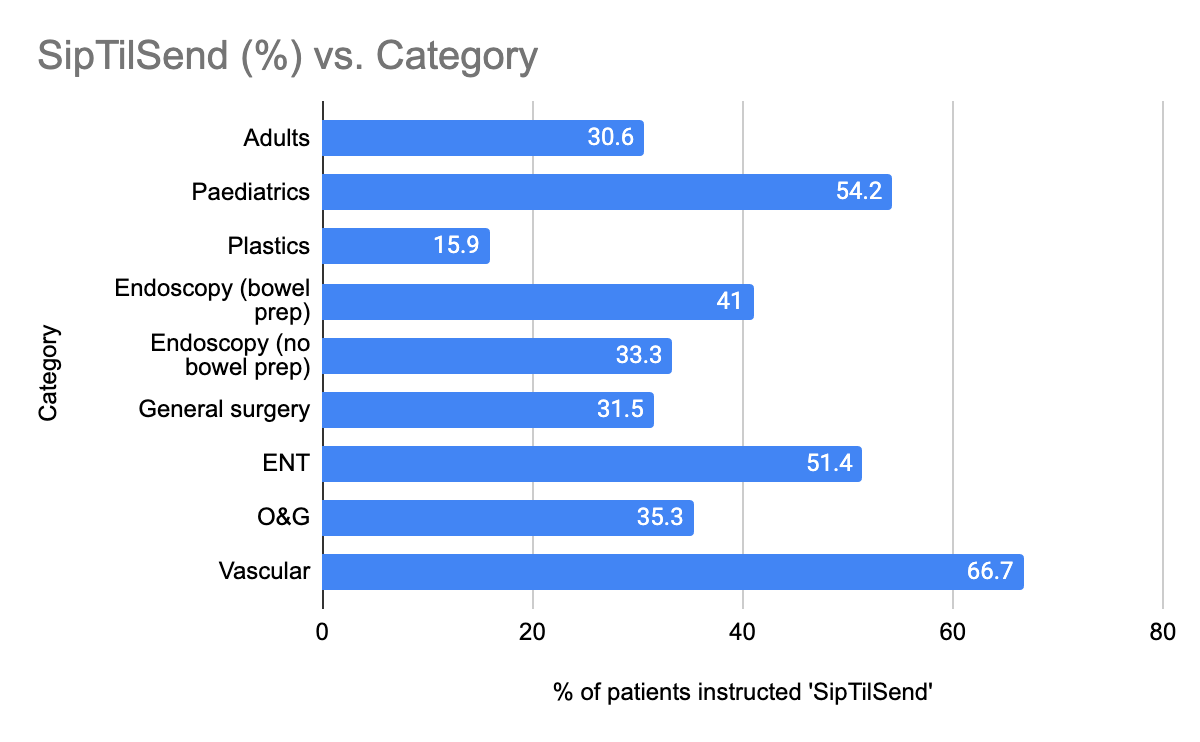 SipTilSend (%) vs. Category
Category
Adults
30.6
Paediatrics
54.2
Plastics
15.9
Endoscopy (bowel
prep)
41
Endoscopy (no
bowel prep)
33.3
General surgery
31.5
ENT
51.4
O&G
35.3
Vascular
66.7
0
20
40
60
80
% of patients instructed 'SipTilSend'